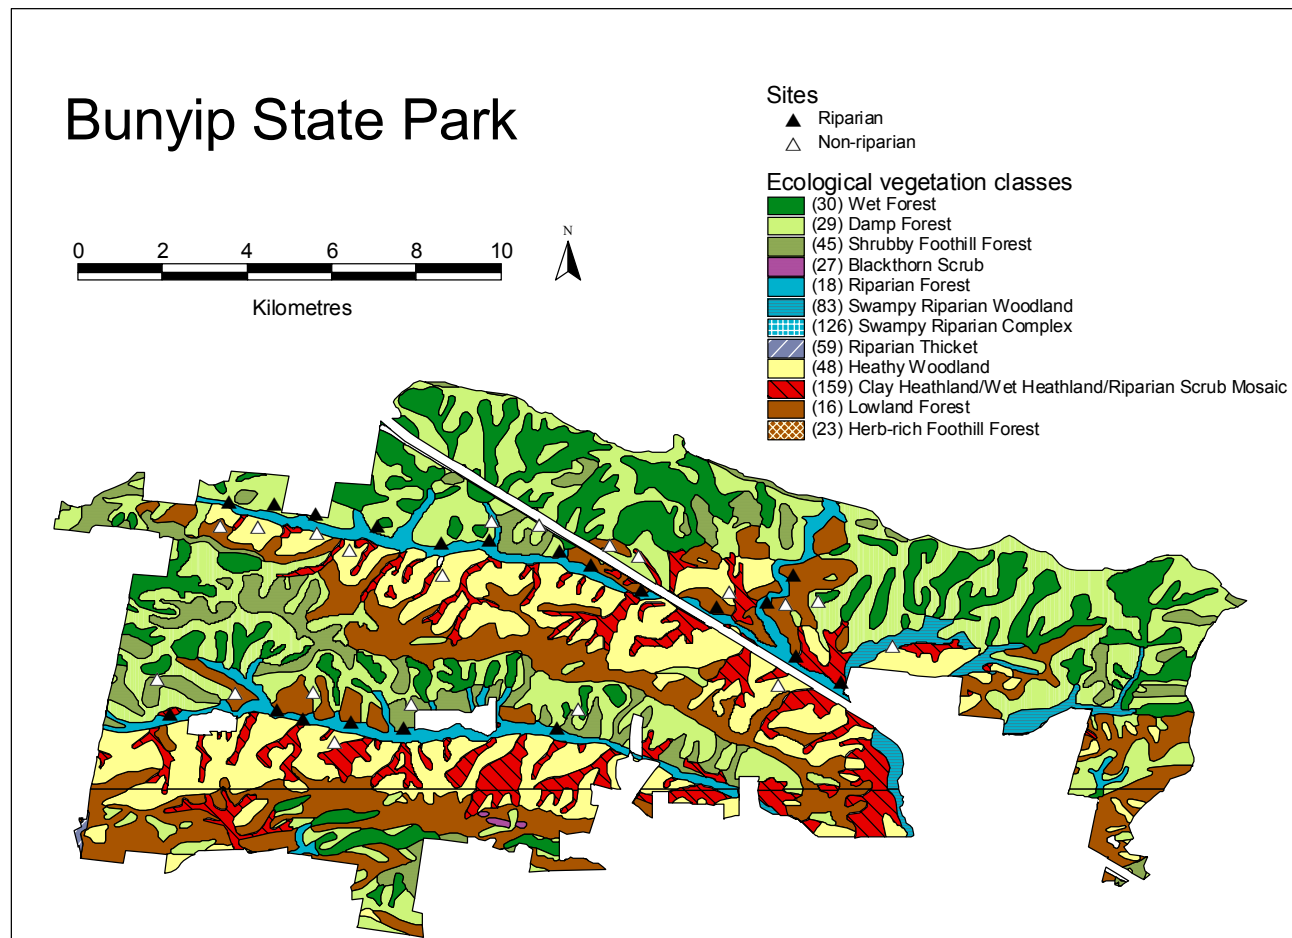 Bunyip State Park
Sites
Riparian
Non-riparian
Ecological vegetation classes
(30) Wet Forest
(29) Damp Forest
(45) Shrubby Foothill Forest
(27) Blackthorn Scrub
(18) Riparian Forest
(83) Swampy Riparian Woodland
(126) Swampy Riparian Complex
(59) Riparian Thicket
(48) Heathy Woodland
(159) Clay Heathland/Wet Heathland/Riparian Scrub Mosaic
(16) Lowland Forest
(23) Herb-rich Foothill Forest
N
0 2 4 6 8 10
Kilometres